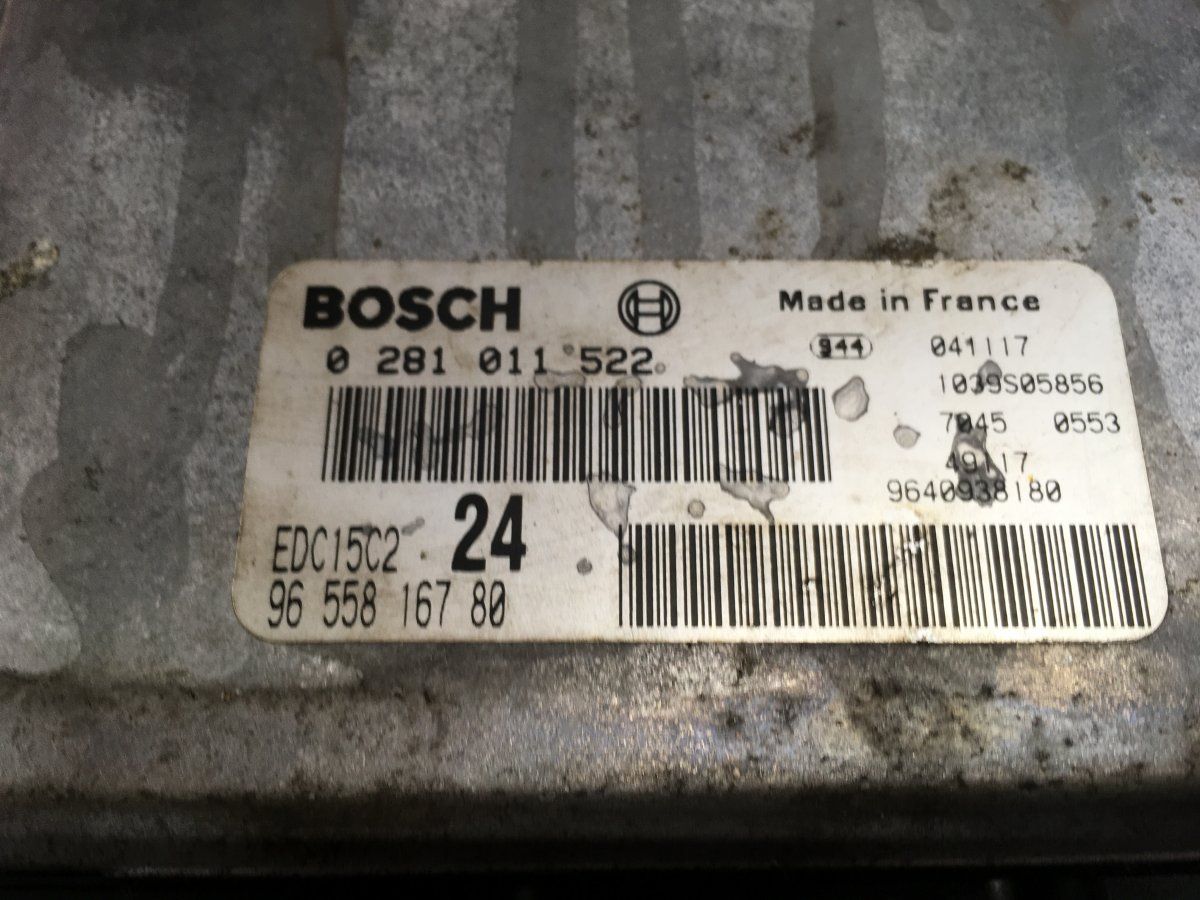 BOSCH
Made in France
0 281 011 522
944 041117
1039S05856
7045 0553
49117
9640938180
EDC15C2 24
96 558 167 80